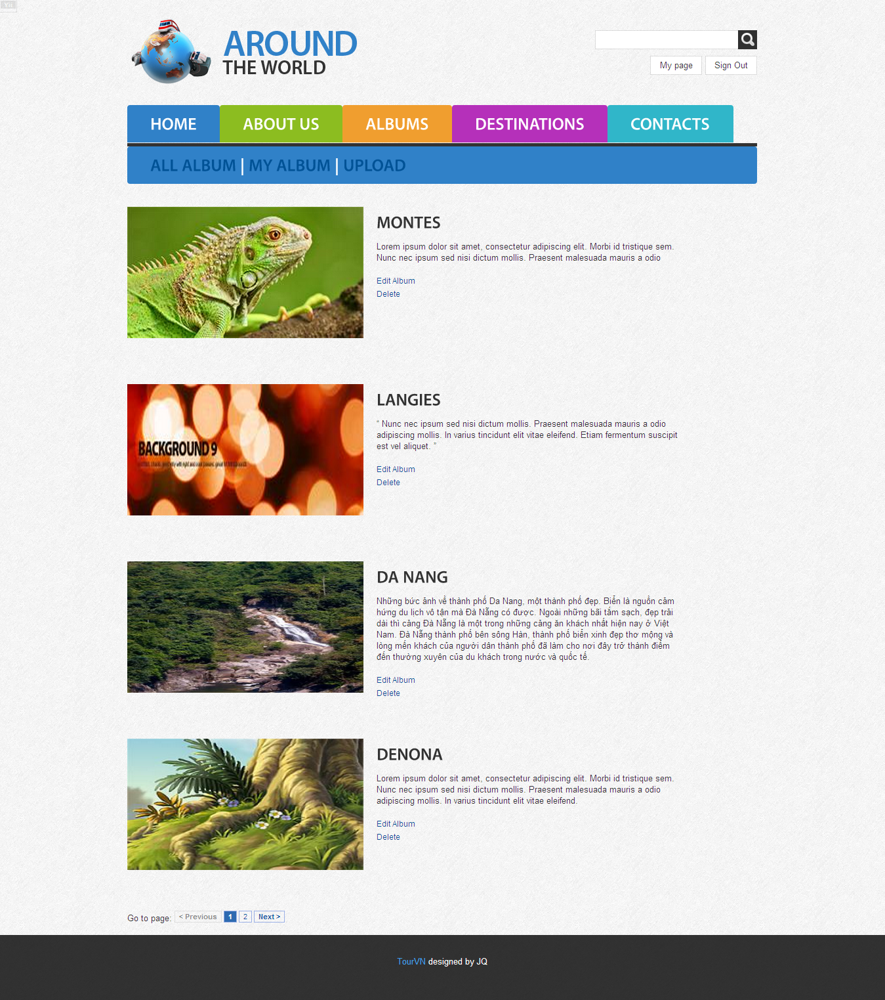 AROUND
THE WORLD
My page
Sign Out
HOME
ABOUT US
ALBUMS
DESTINATIONS
CONTACTS
ALL ALBUM | MY ALBUM | UPLOAD
MONTES
Lorem ipsum dolor sit amet, consectetur adipiscing elit. Morbi id tristique sem.
Nunc nec ipsum sed nisi dictum mollis. Praesent malesuada mauris a odio
Edit Album
Delete
BACKGROUND 9
LANGIES
“ Nunc nec ipsum sed nisi dictum mollis. Praesent malesuada mauris a odio
adipiscing mollis. In varius tincidunt elit vitae eleifend. Etiam fermentum suscipit
est vel aliquet. ”
Edit Album
Delete
DA NANG
Những bức ảnh về thành phố Da Nang, một thành phố đẹp. Biển là nguồn cảm
hứng du lịch vô tận mà Đà Nẵng có được. Ngoài những bãi tắm sạch, đẹp trải
dài thì cảng Đà Nẵng là một trong những cảng ăn khách nhất hiện nay ở Việt
Nam. Đà Nẵng thành phố bên sông Hàn, thành phố biển xinh đẹp thơ mộng và
lòng mến khách của người dân thành phố đã làm cho nơi đây trở thành điểm
đến thường xuyên của du khách trong nước và quốc tế.
Edit Album
Delete
DENONA
Lorem ipsum dolor sit amet, consectetur adipiscing elit. Morbi id tristique sem.
Nunc nec ipsum sed nisi dictum mollis. Praesent malesuada mauris a odio
adipiscing mollis. In varius tincidunt elit vitae eleifend.
Edit Album
Delete
Go to page: < Previous 1 2 Next >
TourVN designed by JQ